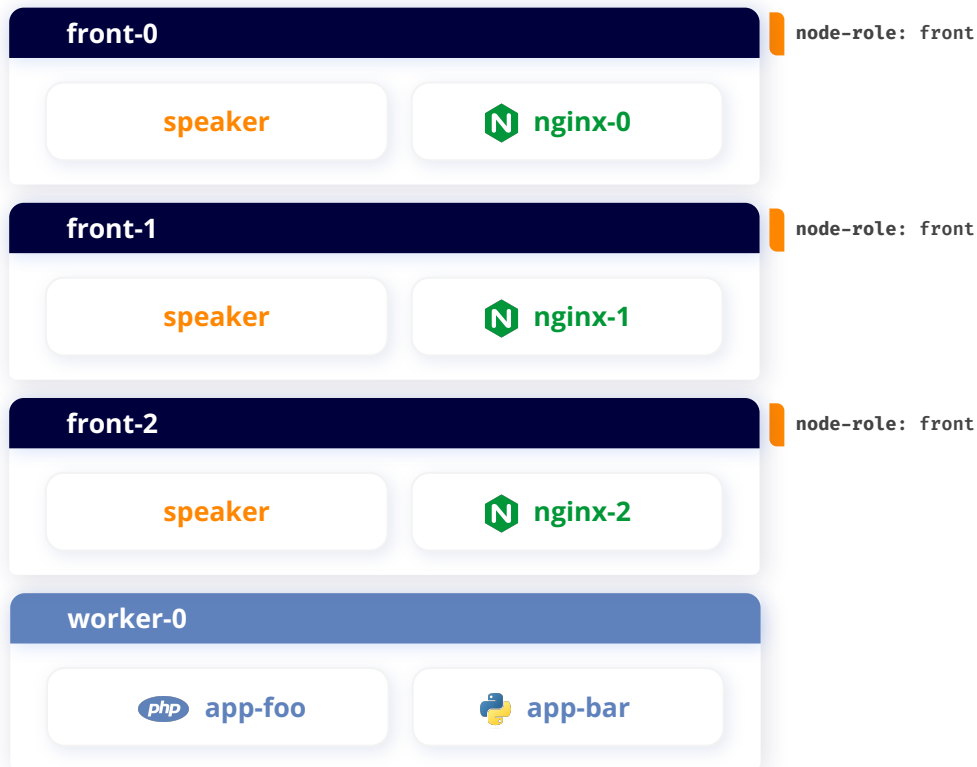 front-0
node-role: front
speaker
nginx-0
front-1
node-role: front
speaker
nginx-1
front-2
node-role: front
speaker
nginx-2
worker-0
php app-foo
app-bar